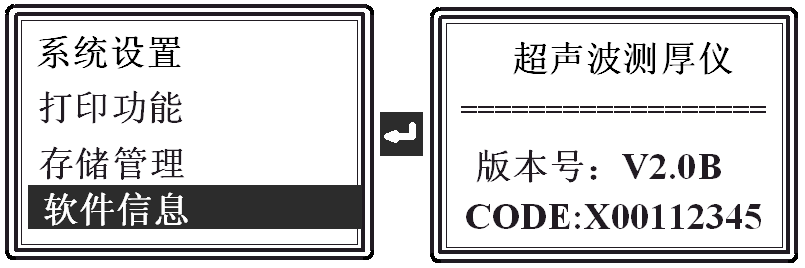 系统设置
打印功能
存储管理
软件信息
超声波测厚仪
==================
版本号：V2.0B
CODE:X00112345